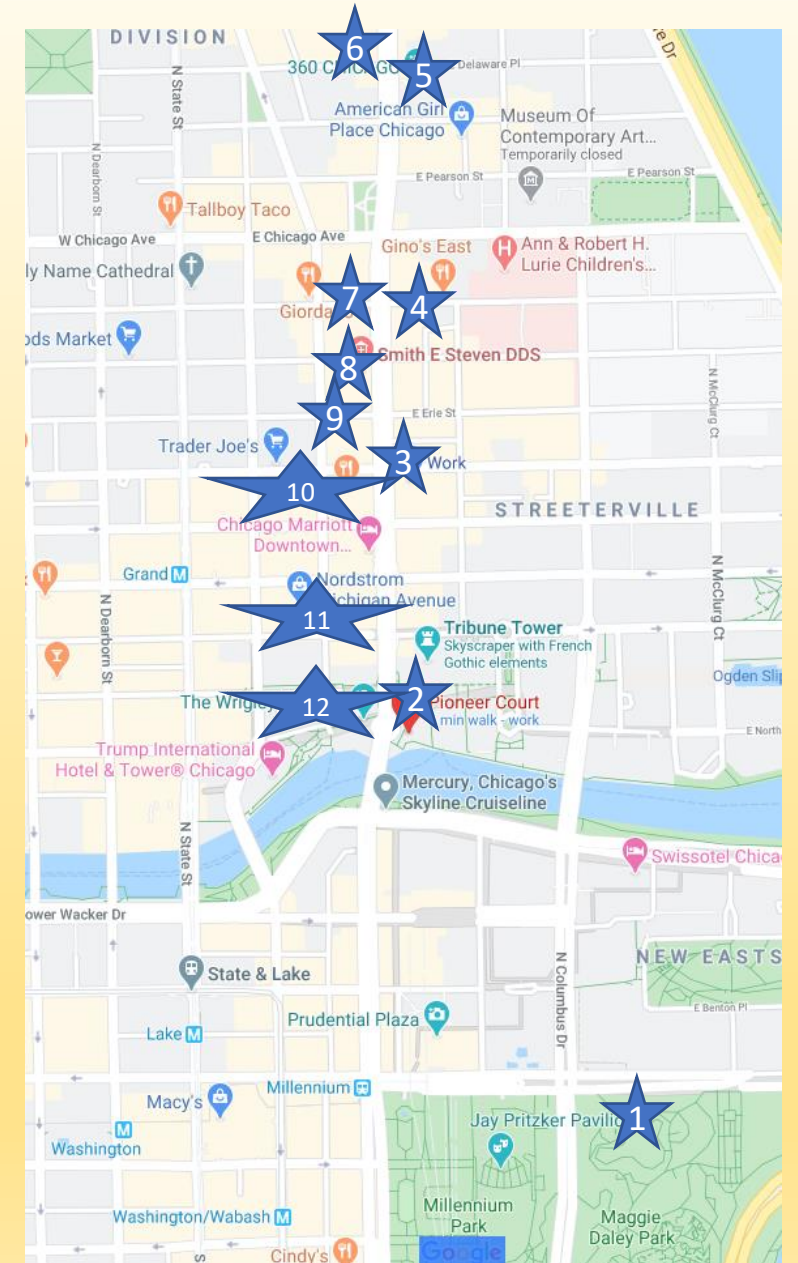 DIVISION
6
5
360 CHICAGO
Delaware Pl
American Girl
Place Chicago
N State St
Museum Of
Contemporary Art...
Temporarily closed
N Dearborn St
E Pearson St
E Pearson St
Tallboy Taco
W Chicago Ave
E Chicago Ave
Gino's East
Ann & Robert H.
Lurie Children's...
ly Name Cathedral
7
4
Giorda
ods Market
8
Smith E Steven DDS
N McClurg Ct
9
E Erie St
Trader Joe's
3
Work
10
STREETERVILLE
Chicago Marriott
Downtown...
Grand M
Nordstrom
ichigan Avenue
N McClurg Ct
N Dearborn St
11
Tribune Tower
Skyscraper with French
Gothic elements
Ogden Slip
The Wrigley
12
2
Pioneer Court
min walk - work
E North
Trump International
Hotel & Tower® Chicago
Mercury, Chicago's
Skyline Cruiseline
N State St
Swissotel Chica
ower Wacker Dr
N Columbus Dr
NEW EASTS
State & Lake
E Benton Pl
Prudential Plaza
Lake M
Millennium
Macy's
1
Jay Pritzker Pavilio
M
Washington
Millennium
Park
Maggie
Daley Park
Washington/Wabash M
Cindy's
S
Google